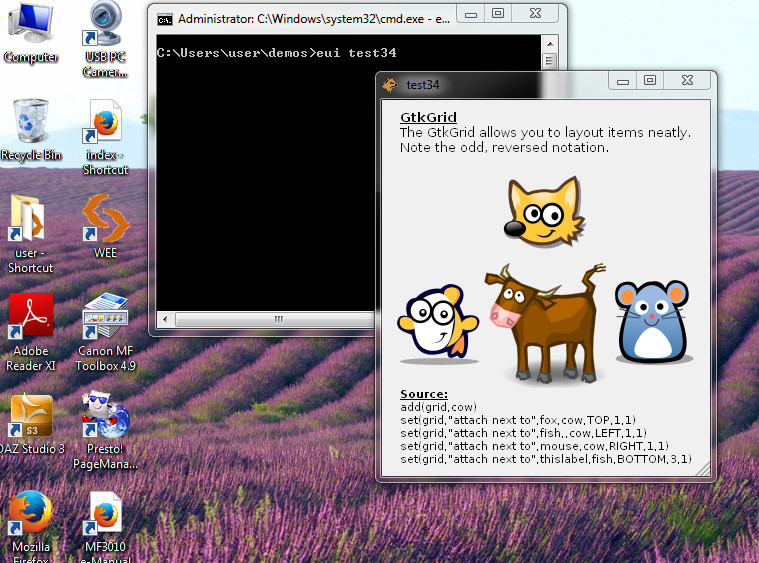 Computer
USB PC
Camer...
Recycle Bin
index -
Shortcut
user -
Shortcut
WEE
Adobe
Reader XI
Canon MF
Toolbox 4.9
S3
DAZ Studio 3
Presto!
PageMana...
Mozilla
Firefox
MF3010
e-Manual
Administrator: C:\Windows\system32\cmd.exe - e...
C:\Users\user\demos>eui test34
test34
GtkGrid
The GtkGrid allows you to layout items neatly.
Note the odd, reversed notation.
Source:
add(grid,cow)
set(grid,"attach next to",fox,cow,TOP,1,1)
set(grid,"attach next to",fish,,cow,LEFT,1,1)
set(grid,"attach next to",mouse,cow,RIGHT,1,1)
set(grid,"attach next to",thislabel,fish,BOTTOM,3,1)